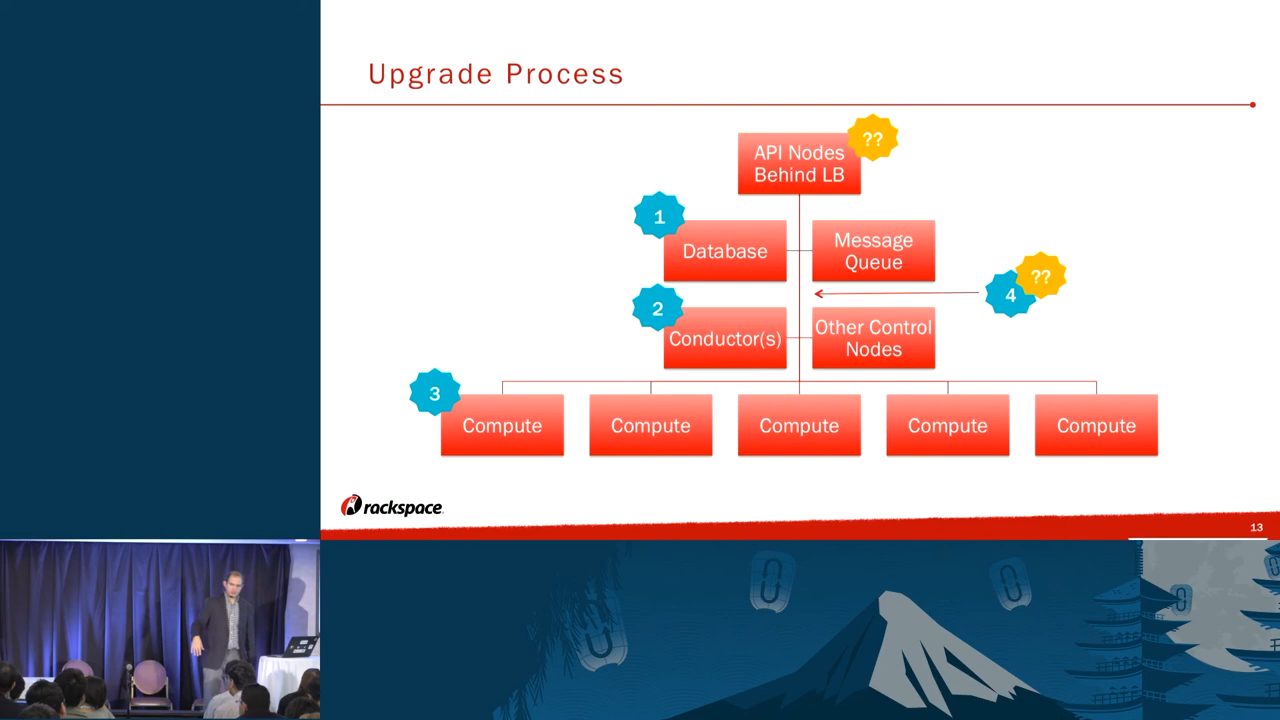 Upgrade Process
??
API Nodes
Behind LB
1
Database
Message
Queue
??
4
2
Conductor(s)
Other Control
Nodes
3
Compute
Compute
Compute
Compute
Compute
rackspace
13